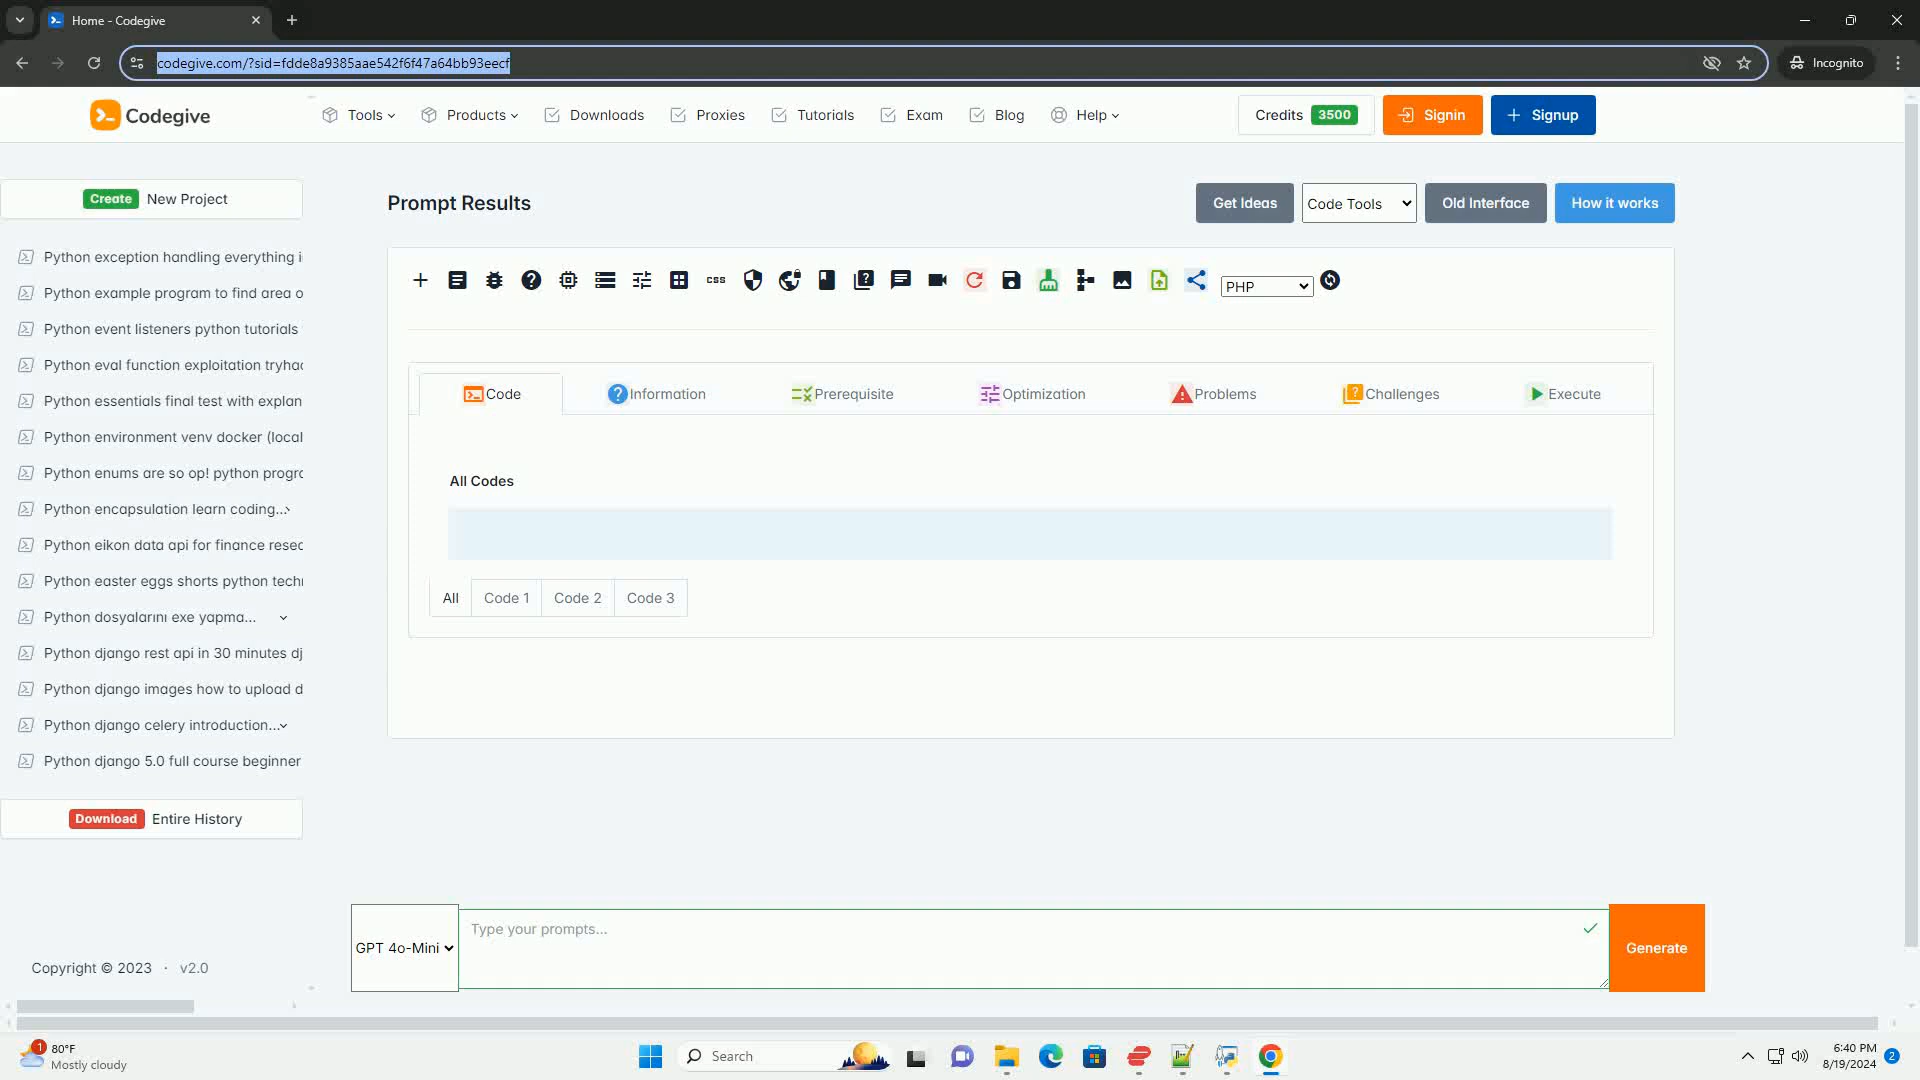 Home - Codegive
codegive.com/?sid=fdde8a9385aae542f6f47a64bb93eecf
Incognito
Codegive
Tools
Products
Downloads
Proxies
Tutorials
Exam
Blog
Help
Credits 3500
Signin
Signup
Create New Project
Python exception handling everything i
Python example program to find area o
Python event listeners python tutorials
Python eval function exploitation tryhac
Python essentials final test with explan
Python environment venv docker (local
Python enums are so op! python progra
Python encapsulation learn coding...
Python eikon data api for finance resea
Python easter eggs shorts python techn
Python dosyalarını exe yapma...
Python django rest api in 30 minutes dj
Python django images how to upload d
Python django celery introduction...
Python django 5.0 full course beginner
Download Entire History
Copyright © 2023 · v2.0
Prompt Results
Get Ideas
Code Tools
Old Interface
How it works
css
PHP
Code
Information
Prerequisite
Optimization
Problems
Challenges
Execute
All Codes
All
Code 1
Code 2
Code 3
GPT 4o-Mini
Type your prompts...
Generate
1
80°F
Mostly cloudy
Search
6:40 PM
8/19/2024
2